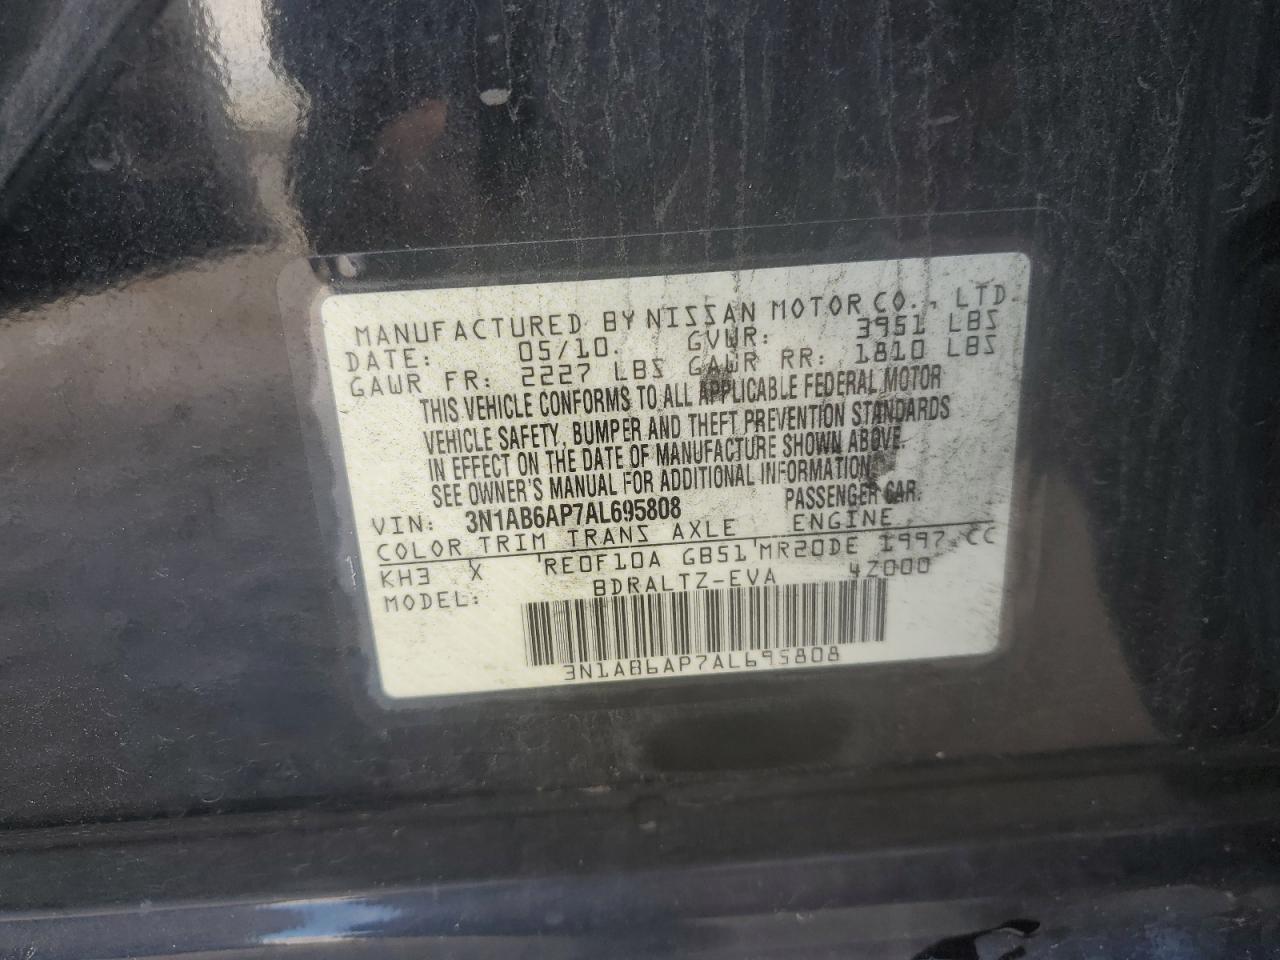 MANUFACTURED BY NISSAN MOTOR CO., LTD.
DATE: 05/10. GVWR: 3951 LBS
GAWR FR: 2227 LBS GAWR RR: 1810 LBS
THIS VEHICLE CONFORMS TO ALL APPLICABLE FEDERAL MOTOR
VEHICLE SAFETY, BUMPER AND THEFT PREVENTION STANDARDS
IN EFFECT ON THE DATE OF MANUFACTURE SHOWN ABOVE.
SEE OWNER'S MANUAL FOR ADDITIONAL INFORMATION.
VIN: 3N1AB6AP7AL695808 PASSENGER CAR.
COLOR TRIM TRANS AXLE ENGINE
KH3 X RE0F10A GB51 MR20DE 1997 CC
MODEL: BDRALTZ-EVA 4Z000
3N1AB6AP7AL695808